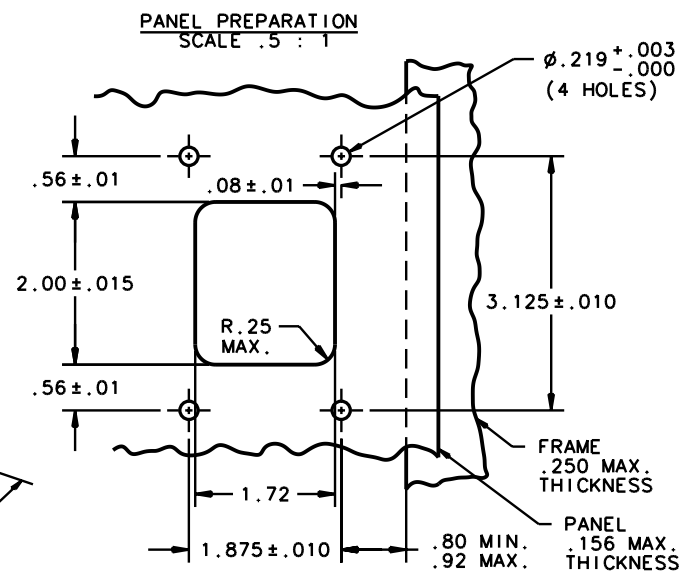 PANEL PREPARATION
SCALE .5 : 1
Ø.219 +.003
-.000
(4 HOLES)
.56±.01
.08±.01
2.00±.015
3.125±.010
R.25
MAX.
.56±.01
FRAME
.250 MAX.
THICKNESS
1.72
PANEL
.156 MAX.
THICKNESS
1.875±.010
.80 MIN.
.92 MAX.